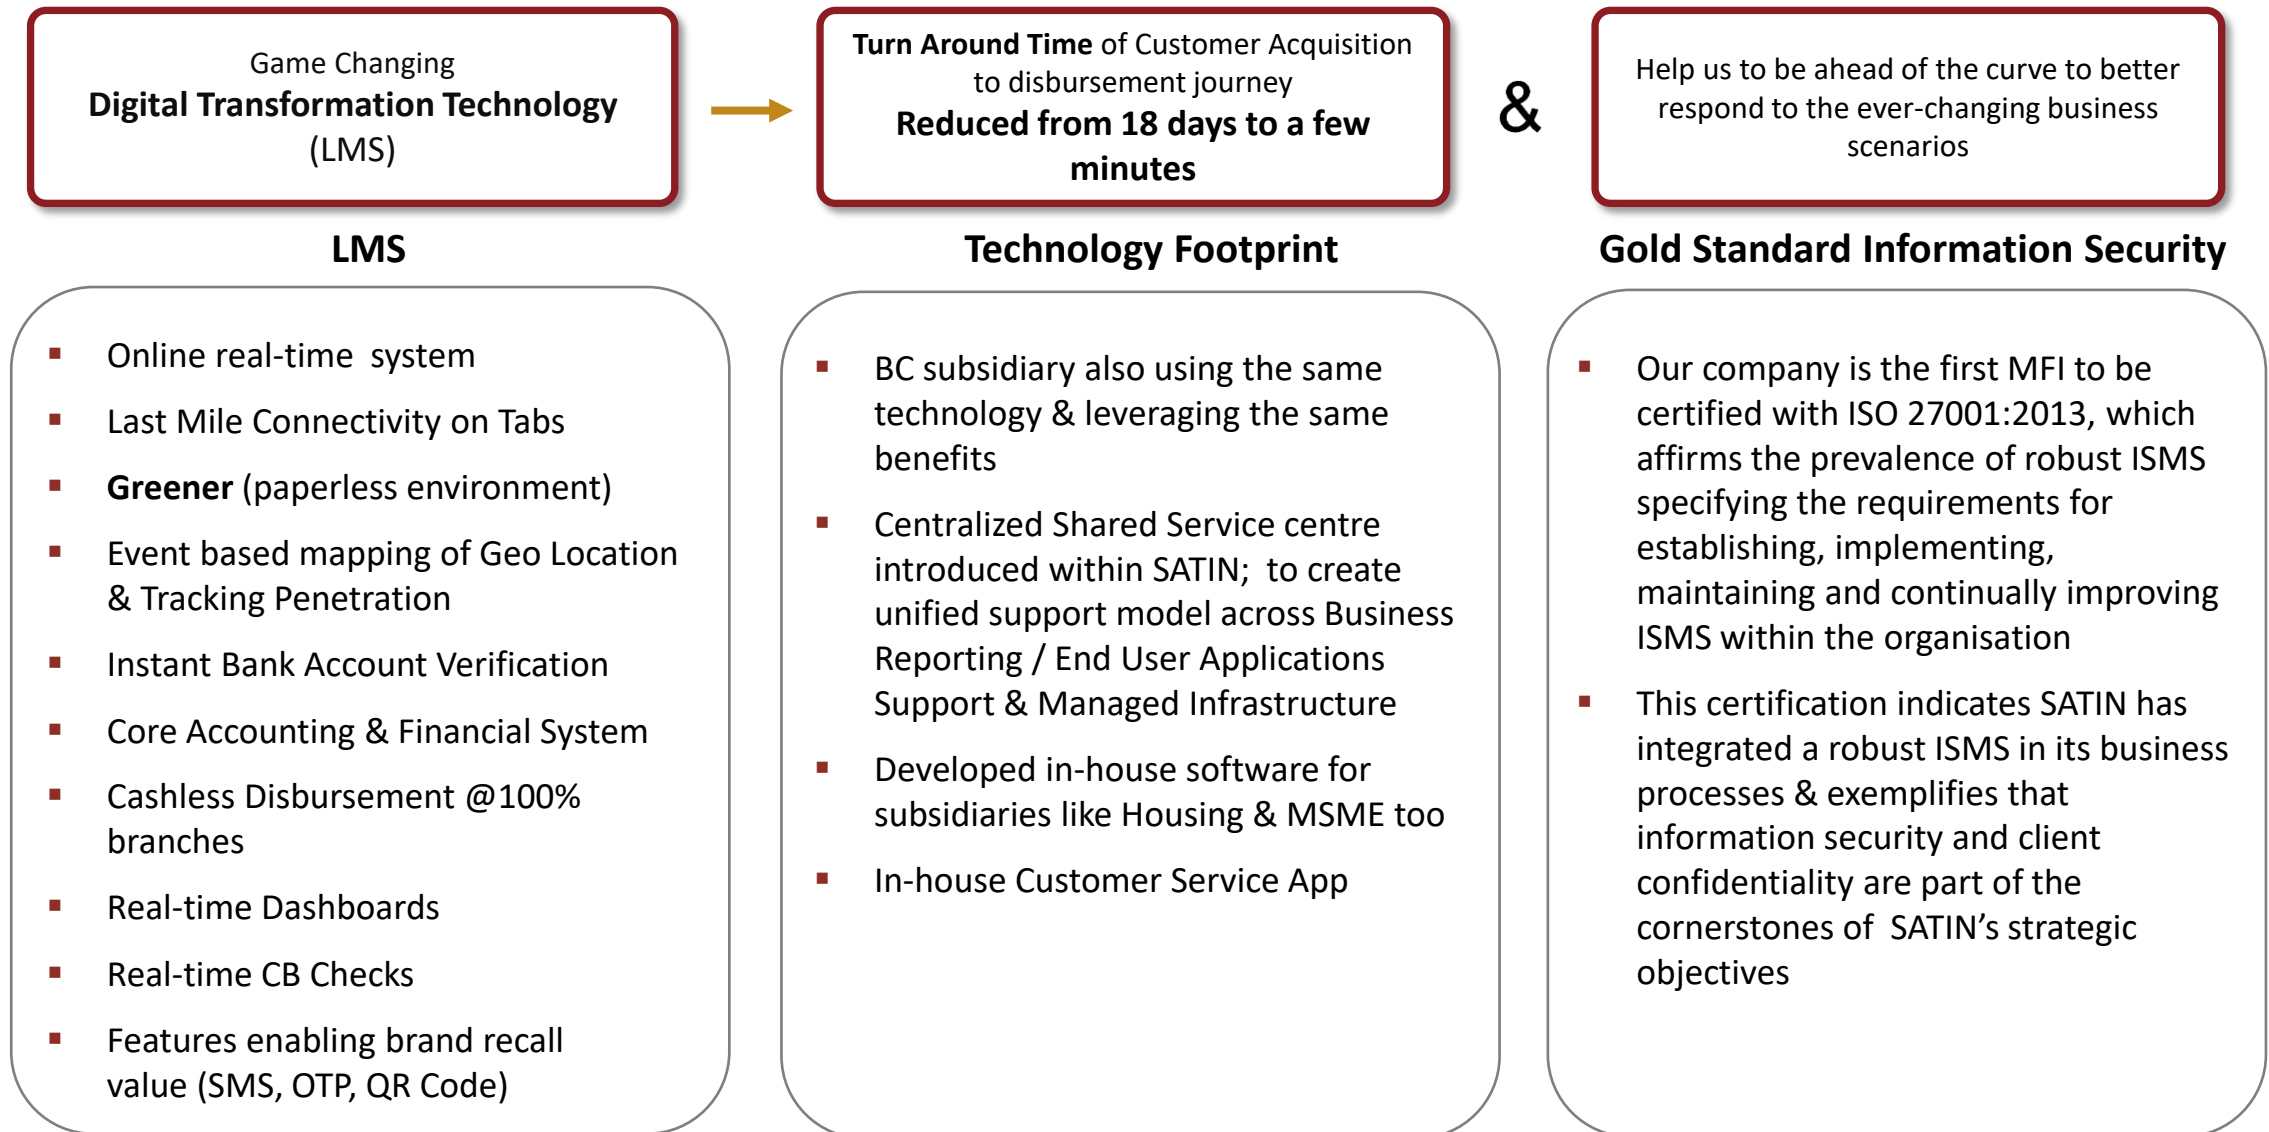 Game Changing
Digital Transformation Technology
(LMS)
Turn Around Time of Customer Acquisition
to disbursement journey
Reduced from 18 days to a few
minutes
&
Help us to be ahead of the curve to better
respond to the ever-changing business
scenarios
LMS
▪ Online real-time system
▪ Last Mile Connectivity on Tabs
▪ Greener (paperless environment)
▪ Event based mapping of Geo Location
& Tracking Penetration
▪ Instant Bank Account Verification
▪ Core Accounting & Financial System
▪ Cashless Disbursement @100%
branches
▪ Real-time Dashboards
▪ Real-time CB Checks
▪ Features enabling brand recall
value (SMS, OTP, QR Code)
Technology Footprint
▪ BC subsidiary also using the same
technology & leveraging the same
benefits
▪ Centralized Shared Service centre
introduced within SATIN; to create
unified support model across Business
Reporting / End User Applications
Support & Managed Infrastructure
▪ Developed in-house software for
subsidiaries like Housing & MSME too
▪ In-house Customer Service App
Gold Standard Information Security
▪ Our company is the first MFI to be
certified with ISO 27001:2013, which
affirms the prevalence of robust ISMS
specifying the requirements for
establishing, implementing,
maintaining and continually improving
ISMS within the organisation
▪ This certification indicates SATIN has
integrated a robust ISMS in its business
processes & exemplifies that
information security and client
confidentiality are part of the
cornerstones of SATIN’s strategic
objectives